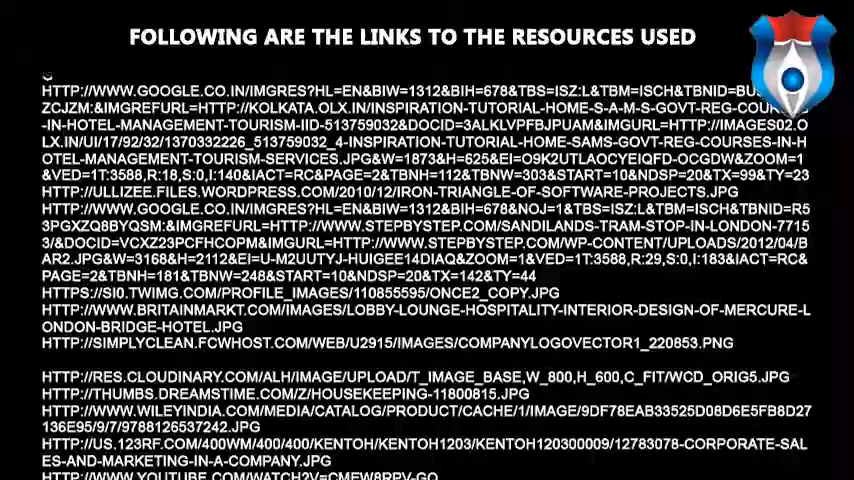 FOLLOWING ARE THE LINKS TO THE RESOURCES USED
HTTP://WWW.GOOGLE.CO.IN/IMGRES?HL=EN&BIW=1312&BIH=678&TBS=ISZ:L&TBM=ISCH&TBNID=BU
ZCJZM:&IMGREFURL=HTTP://KOLKATA.OLX.IN/INSPIRATION-TUTORIAL-HOME-S-A-M-S-GOVT-REG-COU
-IN-HOTEL-MANAGEMENT-TOURISM-IID-513759032&DOCID=3ALKLVPFBJPUAM&IMGURL=HTTP://IMAGES02.O
LX.IN/UI/17/92/32/1370332226_513759032_4-INSPIRATION-TUTORIAL-HOME-SAMS-GOVT-REG-COURSES-IN-H
OTEL-MANAGEMENT-TOURISM-SERVICES.JPG&W=1873&H=625&EI=O9K2UTLAOCYEIQFD-OCGDW&ZOOM=1
&VED=1T:3588,R:18,S:0,I:140&IACT=RC&PAGE=2&TBNH=112&TBNW=303&START=10&NDSP=20&TX=99&TY=23
HTTP://ULLIZEE.FILES.WORDPRESS.COM/2010/12/IRON-TRIANGLE-OF-SOFTWARE-PROJECTS.JPG
HTTP://WWW.GOOGLE.CO.IN/IMGRES?HL=EN&BIW=1312&BIH=678&NOJ=1&TBS=ISZ:L&TBM=ISCH&TBNID=R5
3PGXZQ8BYQSM:&IMGREFURL=HTTP://WWW.STEPBYSTEP.COM/SANDILANDS-TRAM-STOP-IN-LONDON-7715
3/&DOCID=VCXZ23PCFHCOPM&IMGURL=HTTP://WWW.STEPBYSTEP.COM/WP-CONTENT/UPLOADS/2012/04/B
AR2.JPG&W=3168&H=2112&EI=U-M2UUTYJ-HUIGEE14DIAQ&ZOOM=1&VED=1T:3588,R:29,S:0,I:183&IACT=RC&
PAGE=2&TBNH=181&TBNW=248&START=10&NDSP=20&TX=142&TY=44
HTTPS://SI0.TWIMG.COM/PROFILE_IMAGES/110855595/ONCE2_COPY.JPG
HTTP://WWW.BRITAINMARKT.COM/IMAGES/LOBBY-LOUNGE-HOSPITALITY-INTERIOR-DESIGN-OF-MERCURE-L
ONDON-BRIDGE-HOTEL.JPG
HTTP://SIMPLYCLEAN.FCWHOST.COM/WEB/U2915/IMAGES/COMPANYLOGOVECTOR1_220853.PNG
HTTP://RES.CLOUDINARY.COM/ALH/IMAGE/UPLOAD/T_IMAGE_BASE,W_800,H_600,C_FIT/WCD_ORIG5.JPG
HTTP://THUMBS.DREAMSTIME.COM/Z/HOUSEKEEPING-11800815.JPG
HTTP://WWW.WILEYINDIA.COM/MEDIA/CATALOG/PRODUCT/CACHE/1/IMAGE/9DF78EAB33525D08D6E5FB8D27
136E95/9/7/9788126537242.JPG
HTTP://US.123RF.COM/400WM/400/400/KENTOH/KENTOH1203/KENTOH120300009/12783078-CORPORATE-SAL
ES-AND-MARKETING-IN-A-COMPANY.JPG
HTTP://WWW.YOUTUBE.COM/WATCH?V=CMEW8RPV-GO